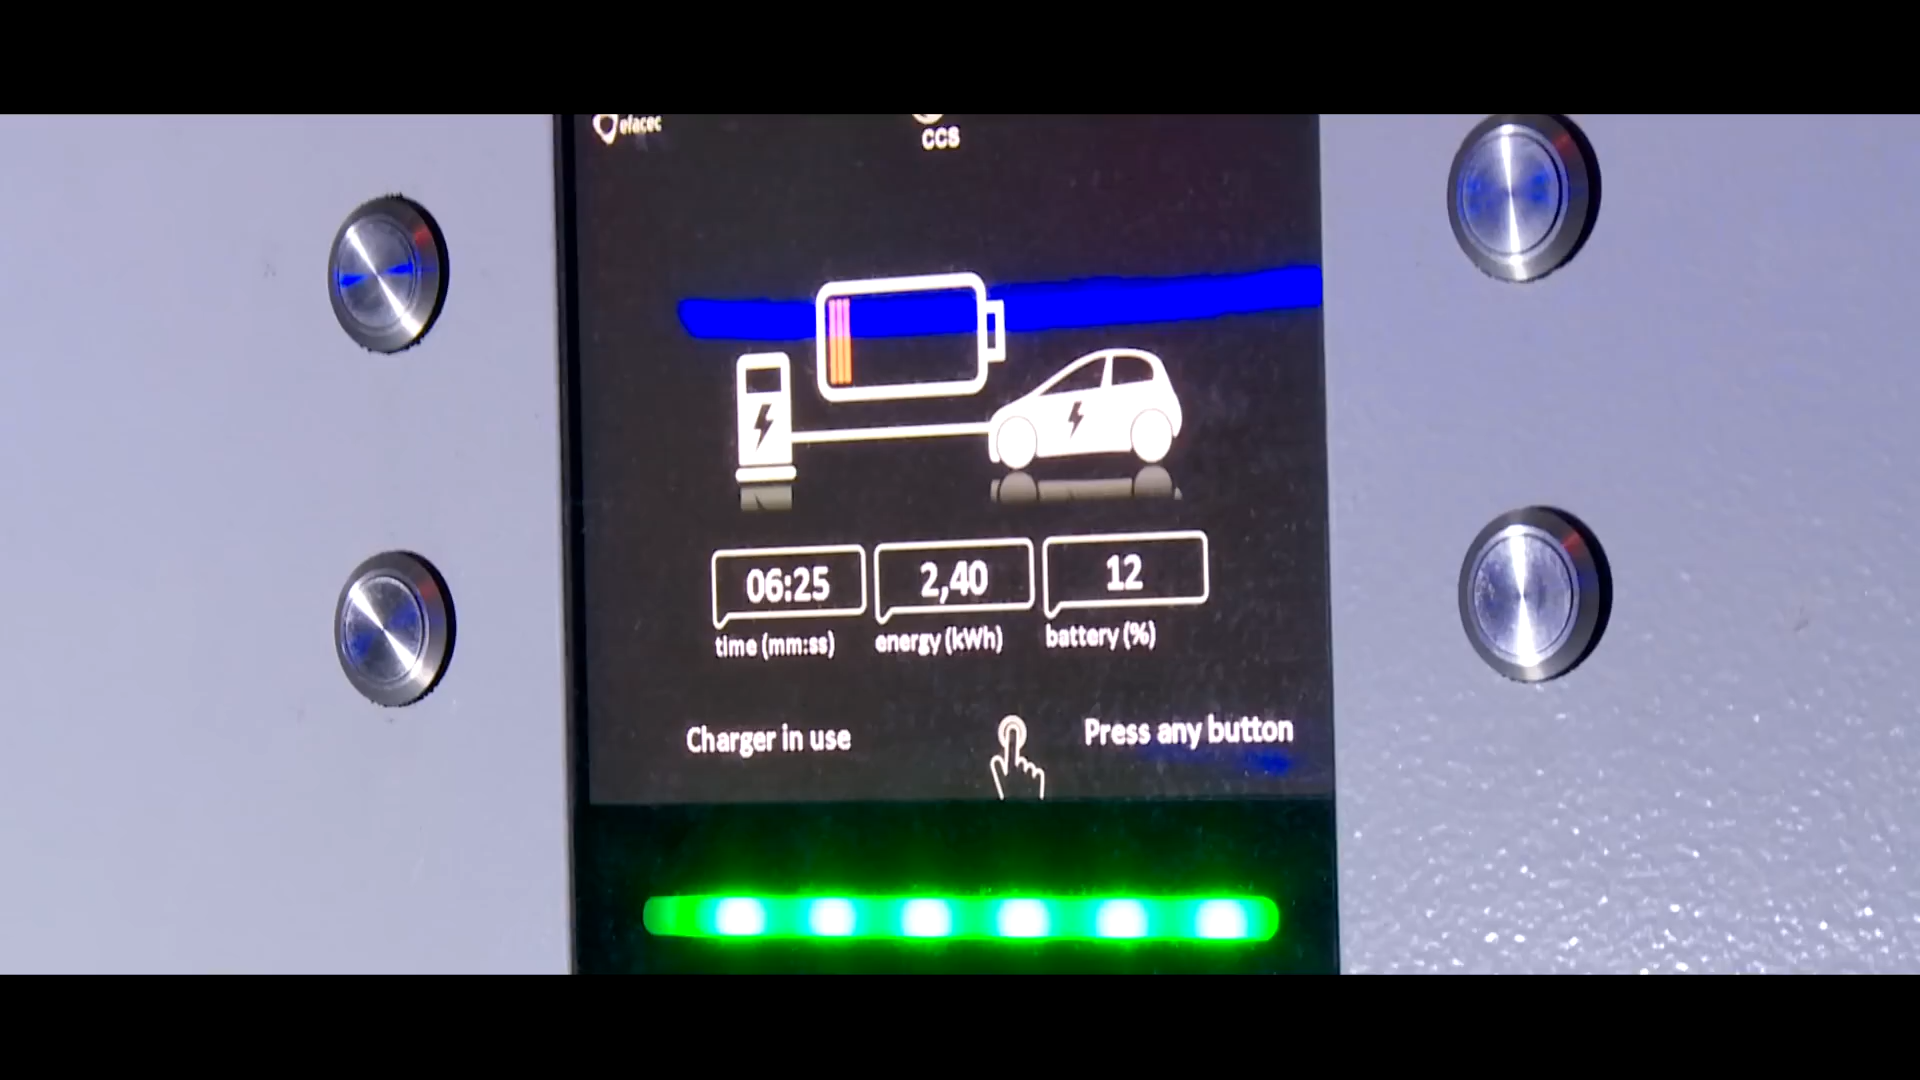 efacec
CCS
06:25 2,40 12
time (mm:ss) energy (kWh) battery (%)
Charger in use Press any button